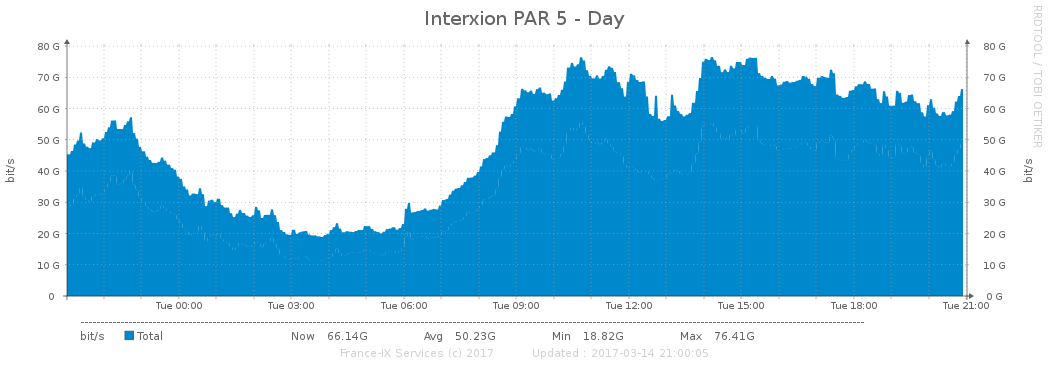 Interxion PAR 5 - Day
RRDTOOL / TOBI OETIKER
80 G 80 G
70 G 70 G
60 G 60 G
50 G 50 G
40 G 40 G
30 G 30 G
20 G 20 G
10 G 10 G
0 0 G
bit/s bit/s
Tue 00:00 Tue 03:00 Tue 06:00 Tue 09:00 Tue 12:00 Tue 15:00 Tue 18:00 Tue 21:00
bit/s Total Now 66.14G Avg 50.23G Min 18.82G Max 76.41G
France-IX Services (c) 2017 Updated : 2017-03-14 21:00:05